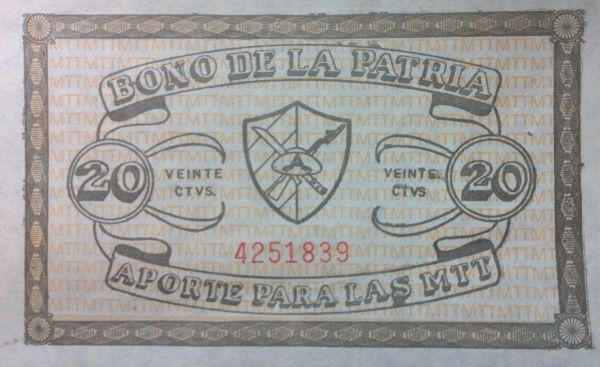 BONO DE LA PATRIA
20 VEINTE CTVS. VEINTE. CTVS 20
4251839
APORTE PARA LAS MTT